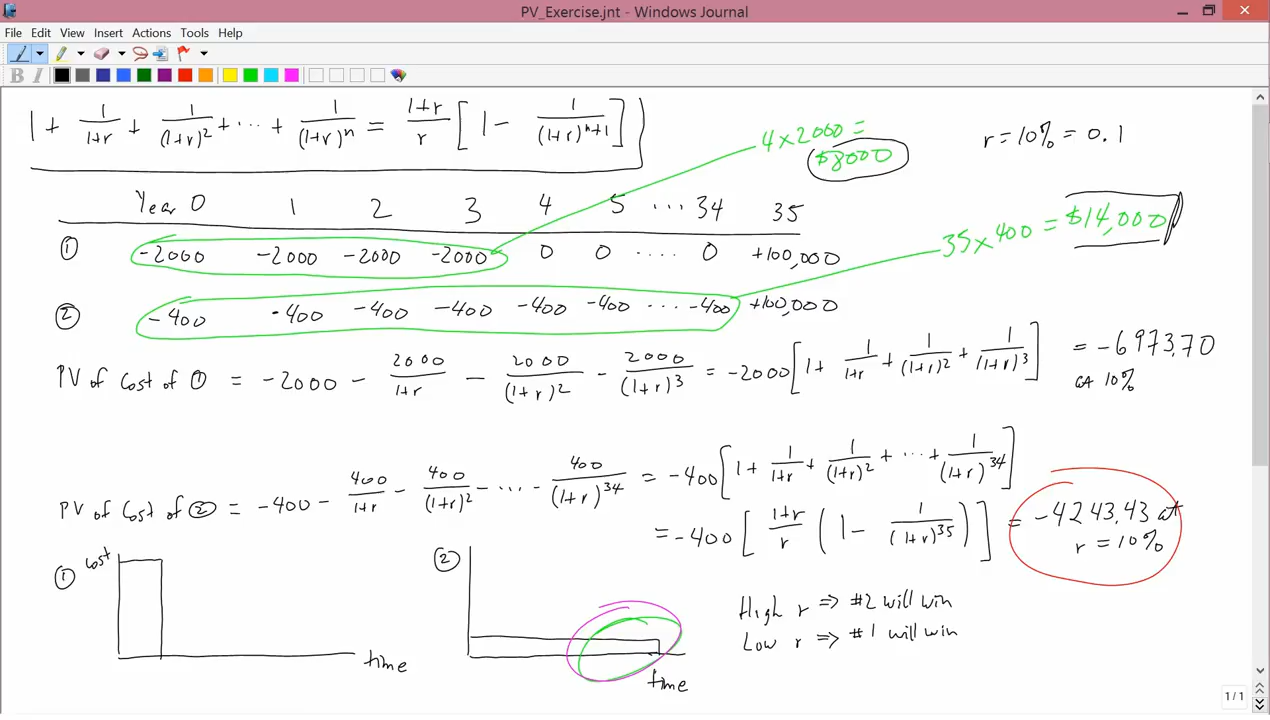 PV_Exercise.jnt - Windows Journal
File Edit View Insert Actions Tools Help
B I
1 + 1/(1+r) + 1/(1+r)^2 + ... + 1/(1+r)^n = (1+r)/r [1 - 1/(1+r)^(n+1)]
4 x 2000 =
$8000
r = 10% = 0.1
Year 0 1 2 3 4 5 ... 34 35
① -2000 -2000 -2000 -2000 0 0 .... 0 +100,000
35 x 400 = $14,000
② -400 -400 -400 -400 -400 -400 ... -400 +100,000
PV of Cost of ① = -2000 - 2000/(1+r) - 2000/(1+r)^2 - 2000/(1+r)^3 = -2000 [1 + 1/(1+r) + 1/(1+r)^2 + 1/(1+r)^3] = -6973.70
at 10%
PV of Cost of ② = -400 - 400/(1+r) - 400/(1+r)^2 - ... - 400/(1+r)^34 = -400 [1 + 1/(1+r) + 1/(1+r)^2 + ... + 1/(1+r)^34]
= -400 [(1+r)/r (1 - 1/(1+r)^35)] = -4243.43 at
r = 10%
① cost
time
②
time
High r ⇒ #2 will win
Low r ⇒ #1 will win
1 / 1